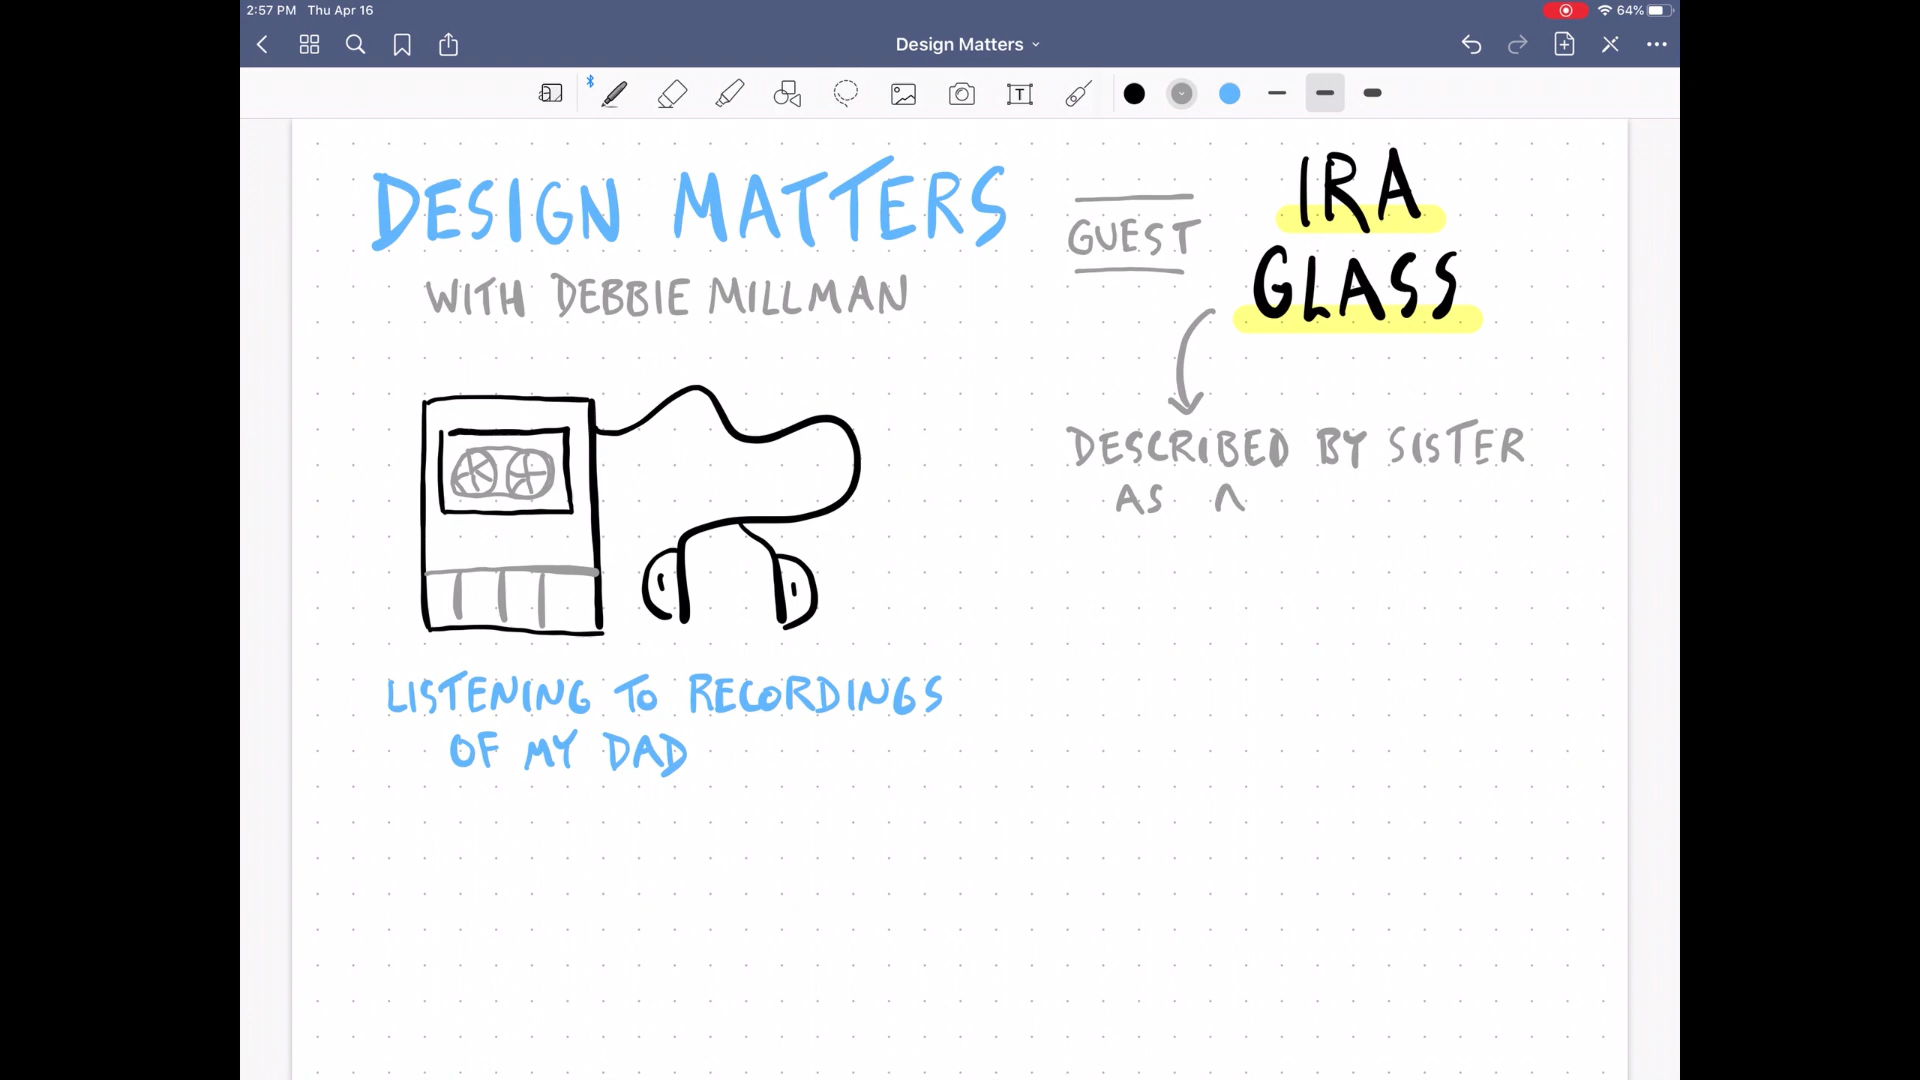 2:57 PM Thu Apr 16
64%
Design Matters
DESIGN MATTERS
WITH DEBBIE MILLMAN
GUEST
IRA
GLASS
DESCRIBED BY SISTER
AS
LISTENING TO RECORDINGS
OF MY DAD